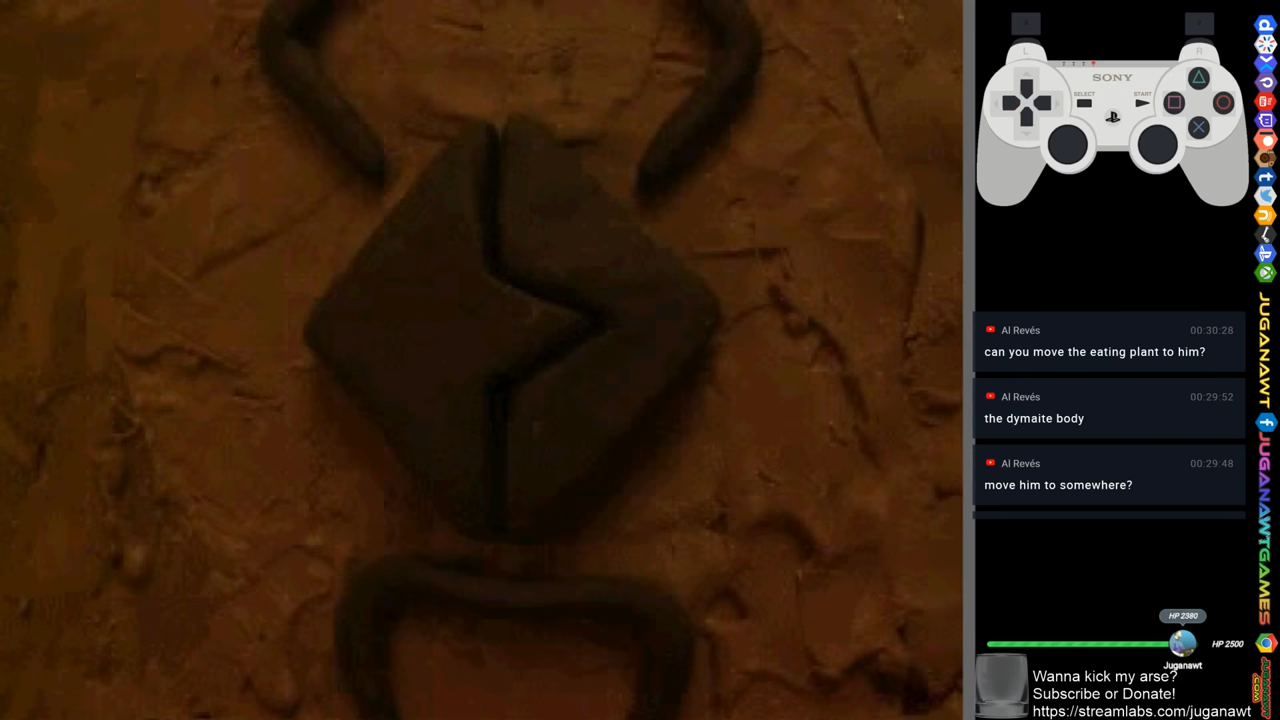 L
R
SONY
SELECT
START
Al Revés
00:30:28
can you move the eating plant to him?
Al Revés
00:29:52
the dymaite body
Al Revés
00:29:48
move him to somewhere?
HP 2380
HP 2500
Juganawt
Wanna kick my arse?
Subscribe or Donate!
https://streamlabs.com/juganawt
JUGANAWT
JUGANAWTGAMES
JUGANAWT
.COM